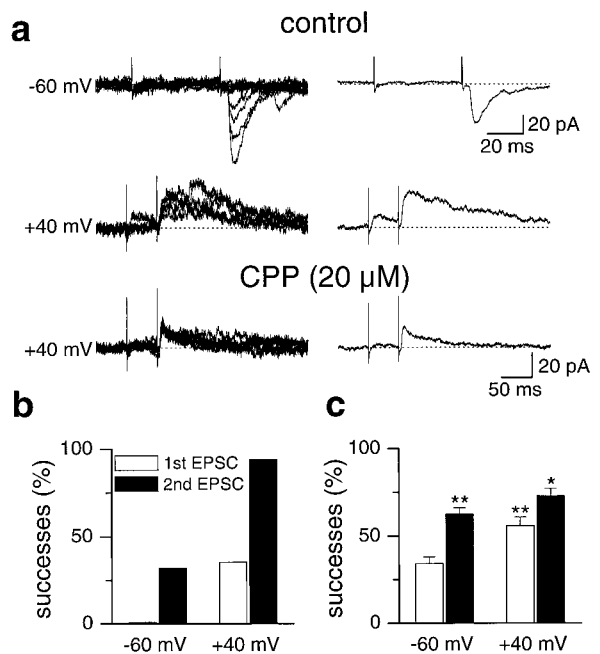 a
control
-60 mV
20 pA
20 ms
+40 mV
CPP (20 µM)
+40 mV
20 pA
50 ms
b
successes (%)
100
50
0
1st EPSC
2nd EPSC
-60 mV
+40 mV
c
successes (%)
100
50
0
**
**
*
-60 mV
+40 mV